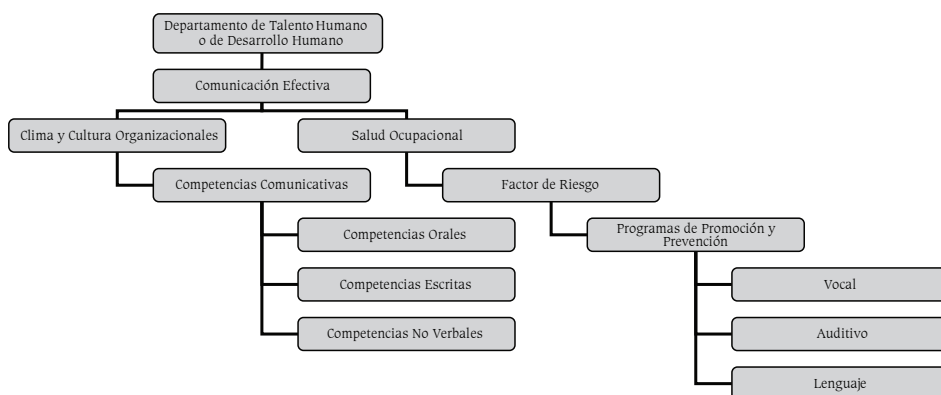 Departamento de Talento Humano
o de Desarrollo Humano
Comunicación Efectiva
Clima y Cultura Organizacionales
Salud Ocupacional
Competencias Comunicativas
Factor de Riesgo
Competencias Orales
Programas de Promoción y
Prevención
Competencias Escritas
Vocal
Competencias No Verbales
Auditivo
Lenguaje